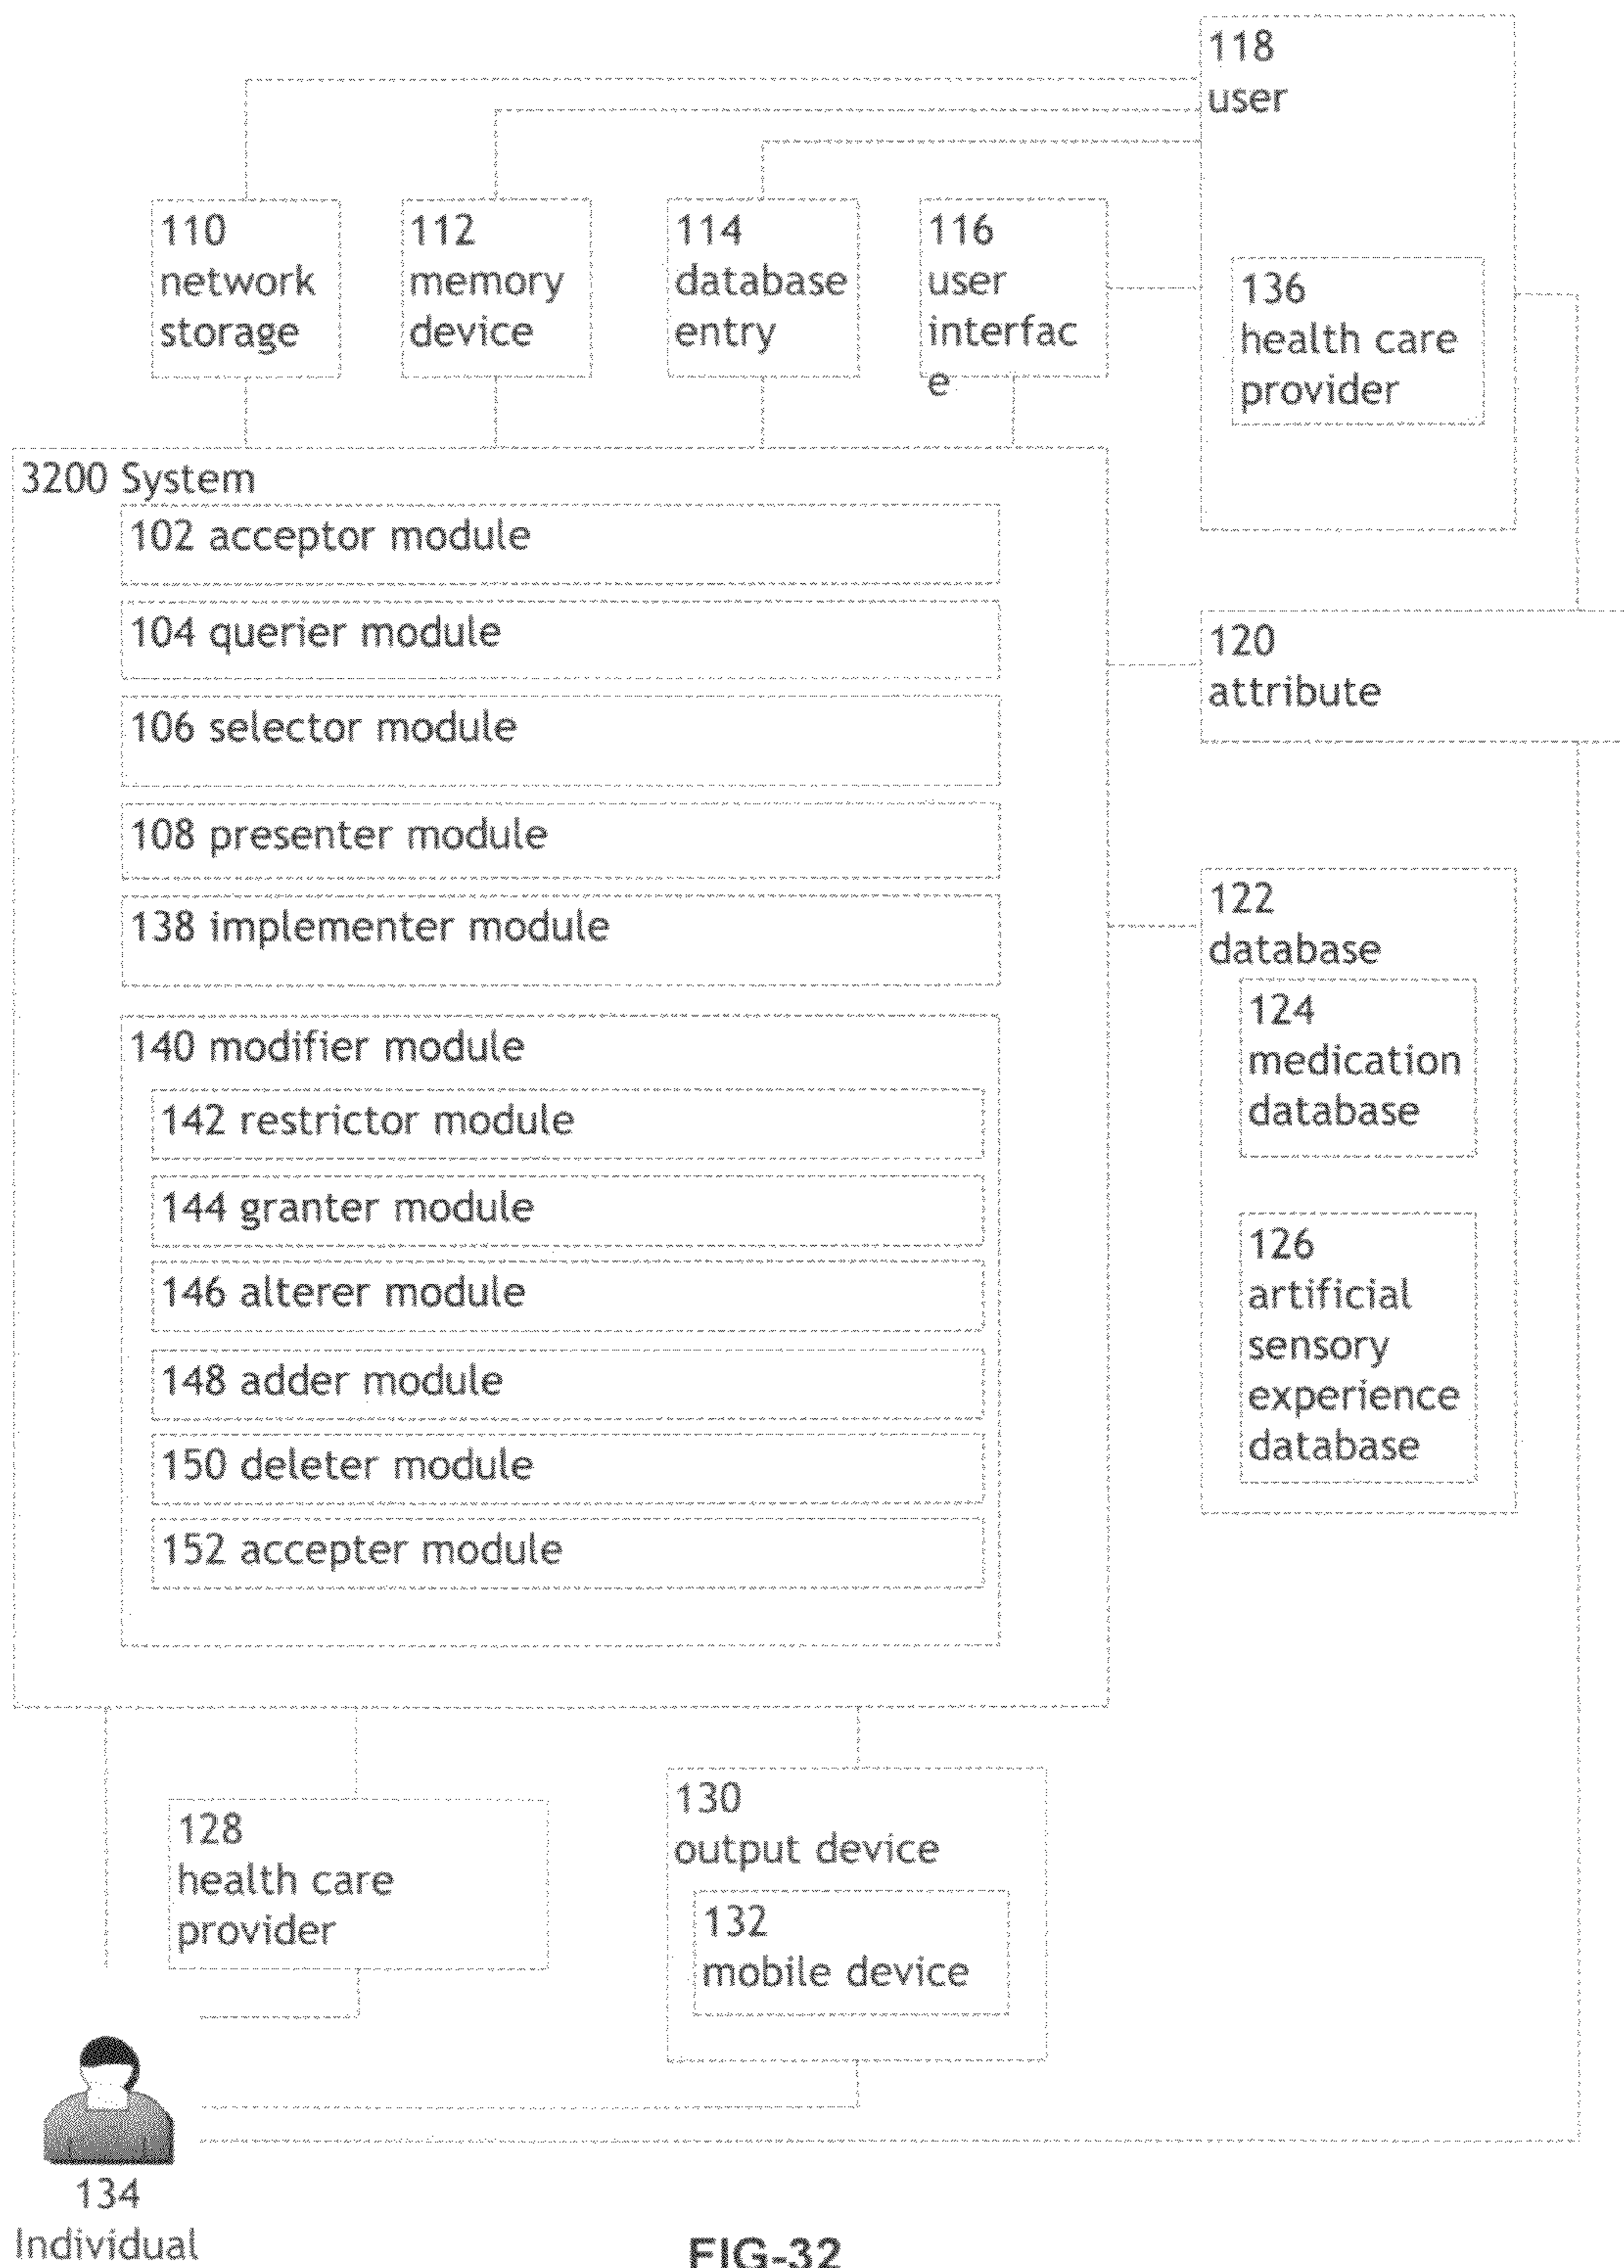 118
user
110
network
storage
112
memory
device
114
database
entry
116
user
interfac
e
136
health care
provider
3200 System
102 acceptor module
104 querier module
106 selector module
108 presenter module
138 implementer module
140 modifier module
142 restrictor module
144 granter module
146 alterer module
148 adder module
150 deleter module
152 accepter module
120
attribute
122
database
124
medication
database
126
artificial
sensory
experience
database
128
health care
provider
130
output device
132
mobile device
134
Individual
FIG-32